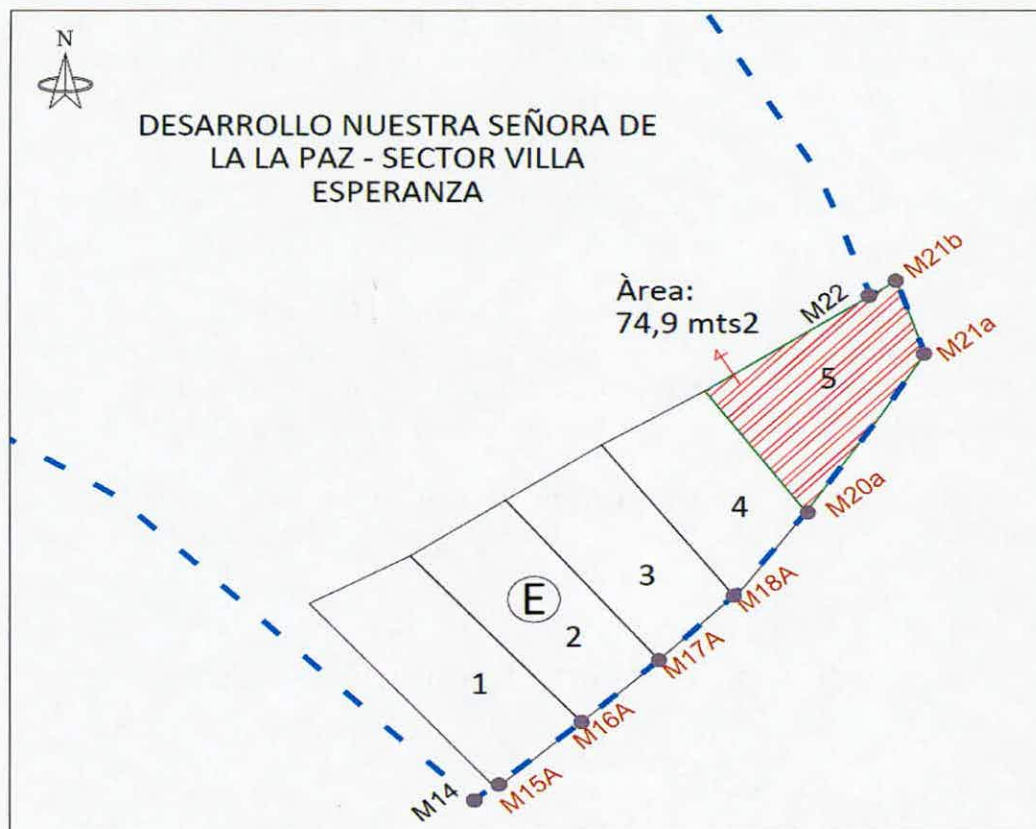 N
DESARROLLO NUESTRA SEÑORA DE
LA LA PAZ - SECTOR VILLA
ESPERANZA
M21b
M22
Àrea:
74,9 mts2
M21a
4
5
M20a
4
3
M18A
E
2
M17A
1
M16A
M15A
M14